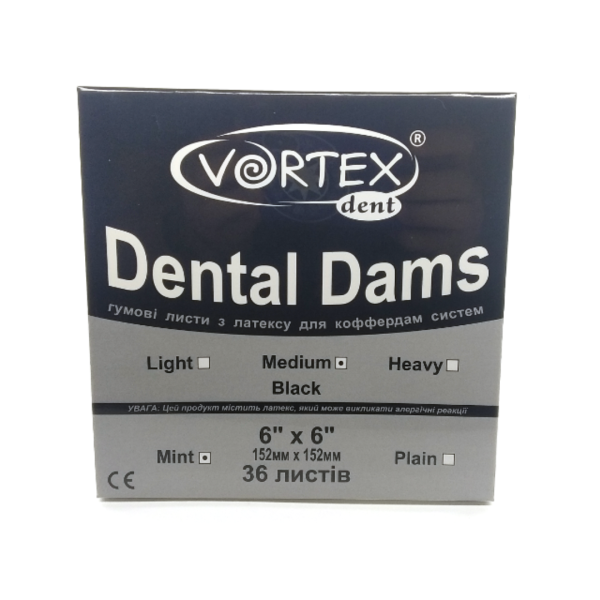 VORTEX ®
dent
Dental Dams
гумові листи з латексу для коффердам систем
Light Medium Heavy
Black
УВАГА: Цей продукт містить латекс, який може викликати алергічні реакції
6" x 6"
Mint 152мм x 152мм Plain
36 листів
CE